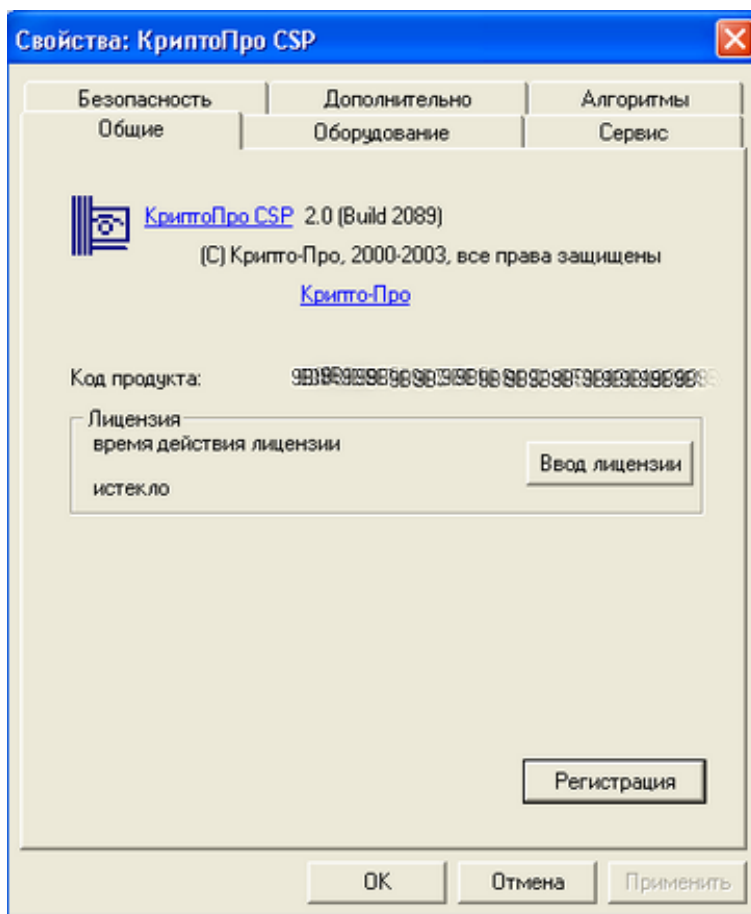 Свойства: КриптоПро CSP
Безопасность Дополнительно Алгоритмы
Общие Оборудование Сервис
КриптоПро CSP 2.0 (Build 2089)
(C) Крипто-Про, 2000-2003, все права защищены
Крипто-Про
Код продукта:
Лицензия
время действия лицензии
Ввод лицензии
истекло
Регистрация
OK Отмена Применить